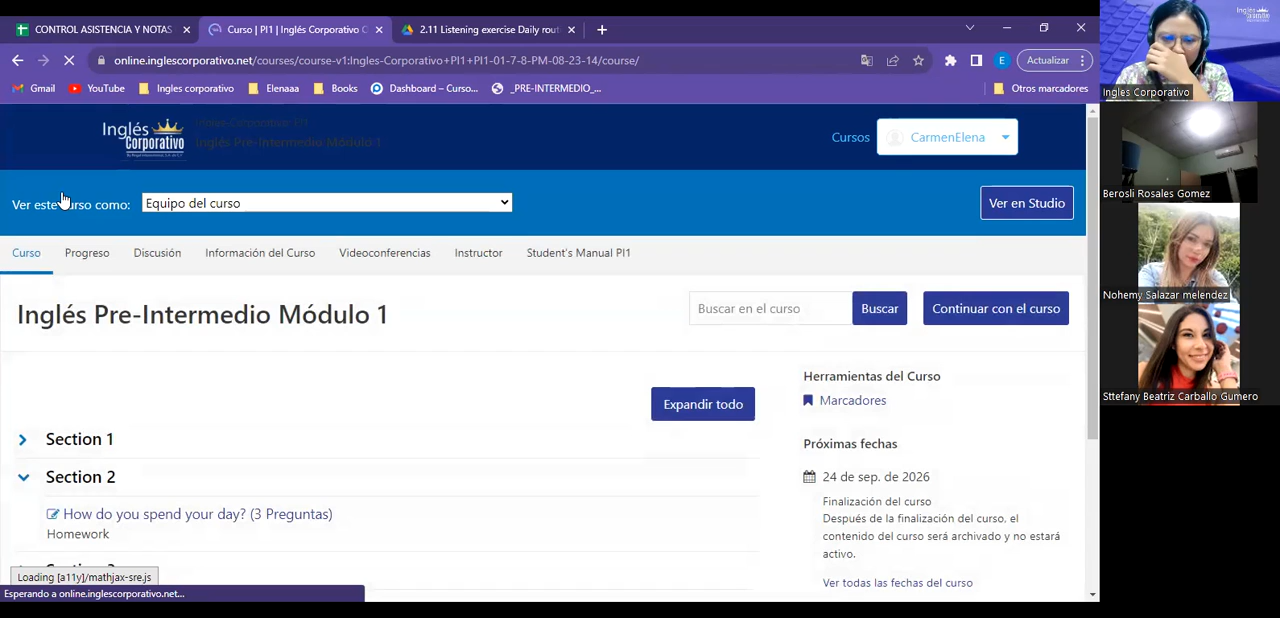 CONTROL ASISTENCIA Y NOTAS
Curso | PI1 | Inglés Corporativo C
2.11 Listening exercise Daily rout
online.inglescorporativo.net/courses/course-v1:Ingles-Corporativo+PI1+PI1-01-7-8-PM-08-23-14/course/
E
Actualizar
Gmail
YouTube
Ingles corporativo
Elenaaa
Books
Dashboard – Curso...
_PRE-INTERMEDIO_...
Otros marcadores
Inglés
Corporativo
Ingles-Corporativo: PI1
Inglés Pre-Intermedio Módulo 1
Cursos
CarmenElena
Ver este curso como:
Equipo del curso
Ver en Studio
Curso
Progreso
Discusión
Información del Curso
Videoconferencias
Instructor
Student's Manual PI1
Inglés Pre-Intermedio Módulo 1
Buscar en el curso
Buscar
Continuar con el curso
Expandir todo
Section 1
Section 2
How do you spend your day? (3 Preguntas)
Homework
Herramientas del Curso
Marcadores
Próximas fechas
24 de sep. de 2026
Finalización del curso
Después de la finalización del curso, el
contenido del curso será archivado y no estará
activo.
Ver todas las fechas del curso
Loading [a11y]/mathjax-sre.js
Esperando a online.inglescorporativo.net...
Ingles Corporativo
Berosli Rosales Gomez
Nohemy Salazar melendez
Sttefany Beatriz Carballo Gumero